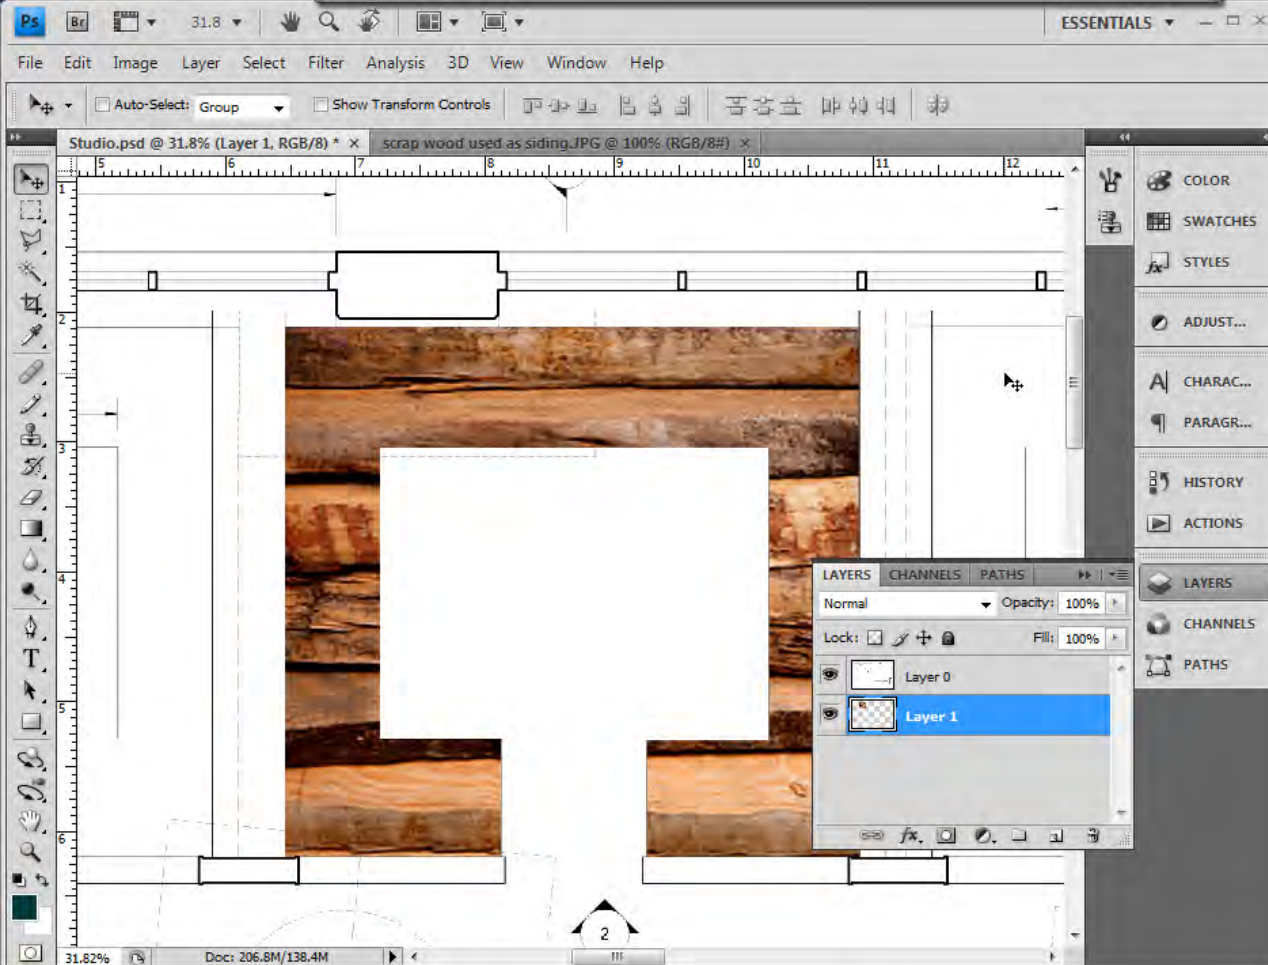 Ps Br 31.8 ESSENTIALS
File Edit Image Layer Select Filter Analysis 3D View Window Help
Auto-Select: Group Show Transform Controls
Studio.psd @ 31.8% (Layer 1, RGB/8) * × scrap wood used as siding.JPG @ 100% (RGB/8#) ×
5 6 7 8 9 10 11 12
1
2
3
4
5
6
COLOR
SWATCHES
STYLES
ADJUST...
CHARAC...
PARAGR...
HISTORY
ACTIONS
LAYERS
CHANNELS
PATHS
LAYERS CHANNELS PATHS
Normal Opacity: 100%
Lock: Fill: 100%
Layer 0
Layer 1
fx.
T
2
31.82% Doc: 206.8M/138.4M